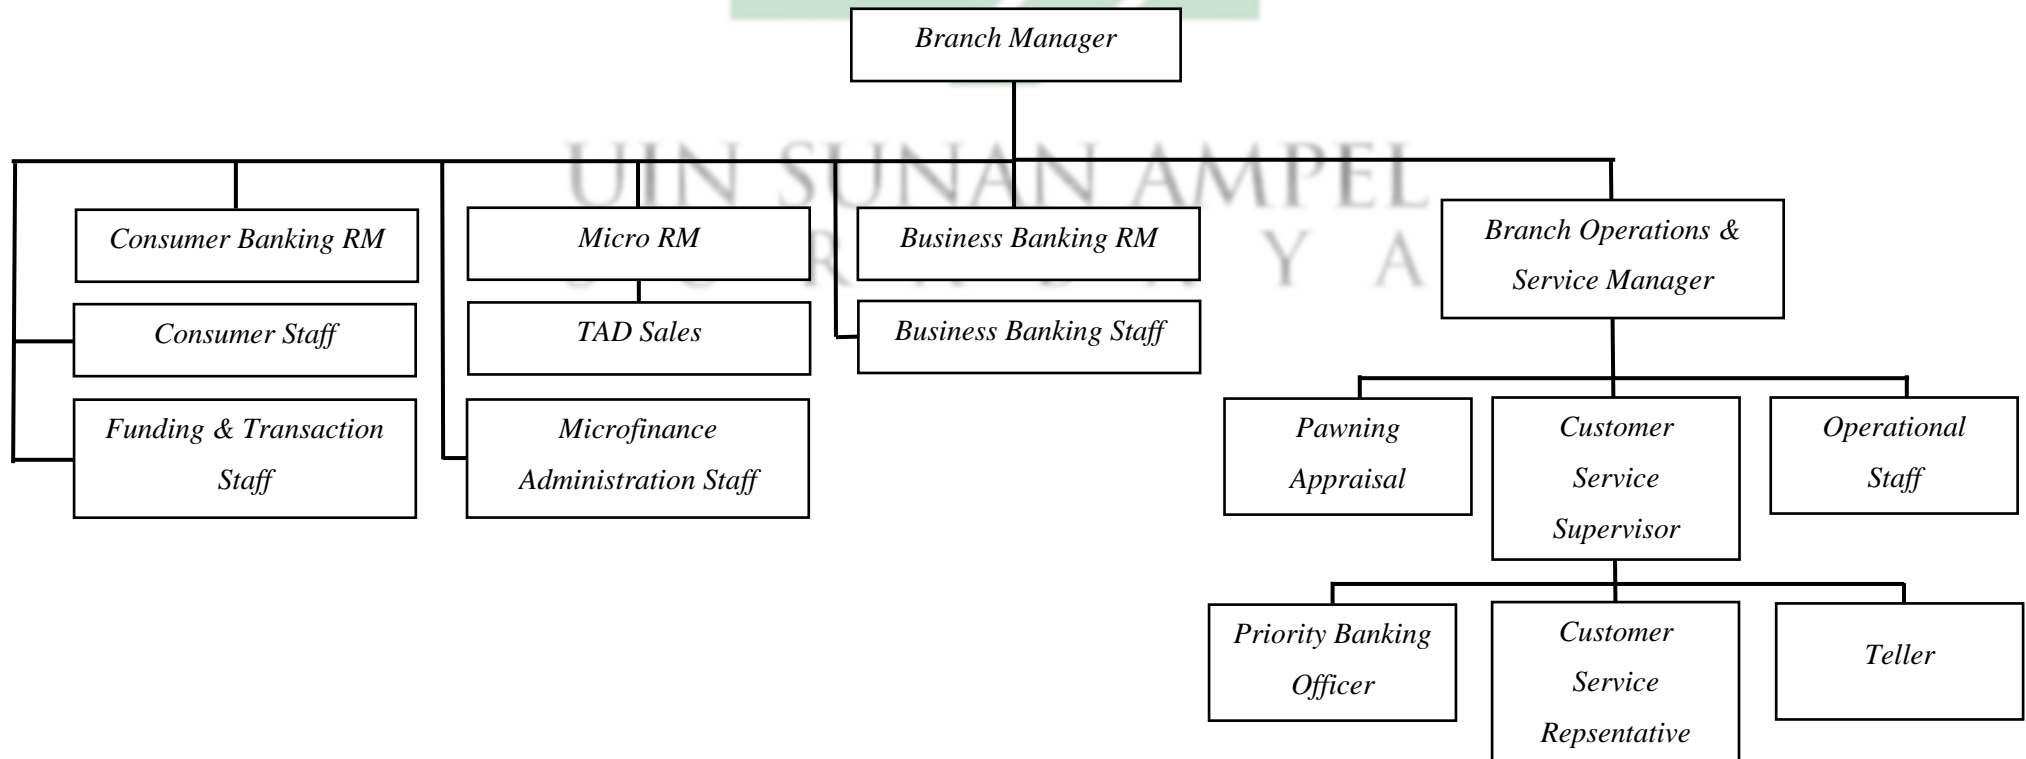 Branch Manager
UIN SUNAN AMPEL
S U R A B A Y A
Consumer Banking RM
Micro RM
Business Banking RM
Branch Operations &
Service Manager
Consumer Staff
TAD Sales
Business Banking Staff
Funding & Transaction
Staff
Microfinance
Administration Staff
Pawning
Appraisal
Customer
Service
Supervisor
Operational
Staff
Priority Banking
Officer
Customer
Service
Repsentative
Teller